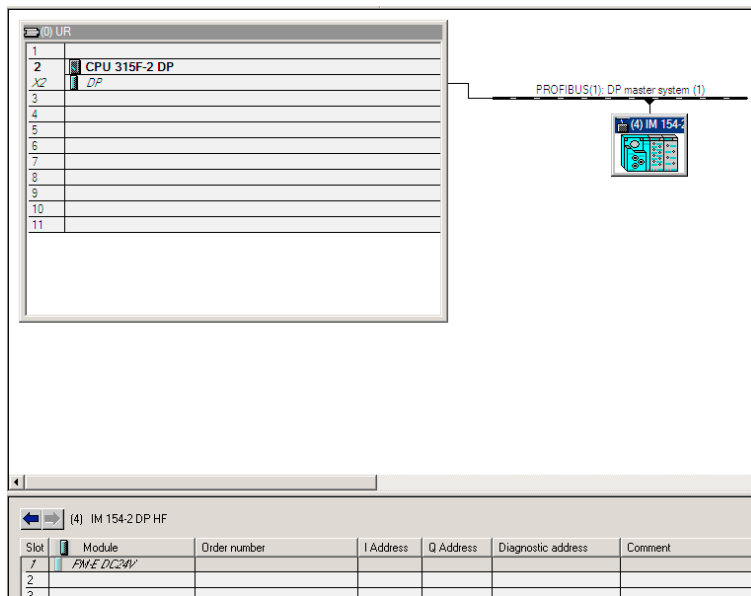 (0) UR
1
2 CPU 315F-2 DP
X2 DP
3
4
5
6
7
8
9
10
11
PROFIBUS(1): DP master system (1)
(4) IM 154-2
(4) IM 154-2 DP HF
Slot Module Order number I Address Q Address Diagnostic address Comment
1 PM-E DC24V
2
3